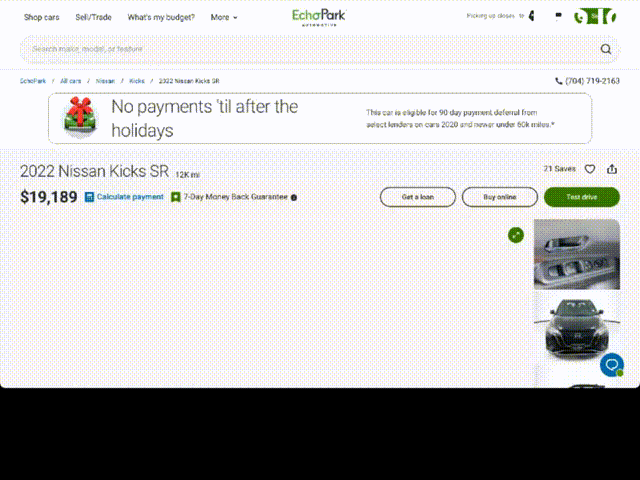 Shop cars
Sell/Trade
What's my budget?
More
EchoPark
AUTOMOTIVE
Picking up closes to
Search make, model, or feature
EchoPark / All cars / Nissan / Kicks / 2022 Nissan Kicks SR
(704) 719-2163
No payments 'til after the
holidays
This car is eligible for 90 day payment deferral from
select lenders on cars 2020 and newer under 60k miles.*
2022 Nissan Kicks SR 12K mi
21 Saves
$19,189
Calculate payment
7-Day Money Back Guarantee
Get a loan
Buy online
Test drive